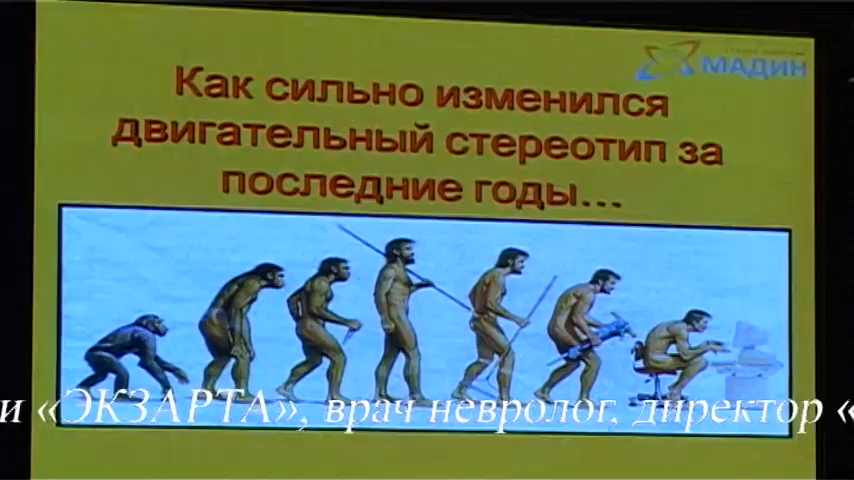 МАДИН
Как сильно изменился
двигательный стереотип за
последние годы...
и «ЭКЗАРТА», врач невролог, директор «